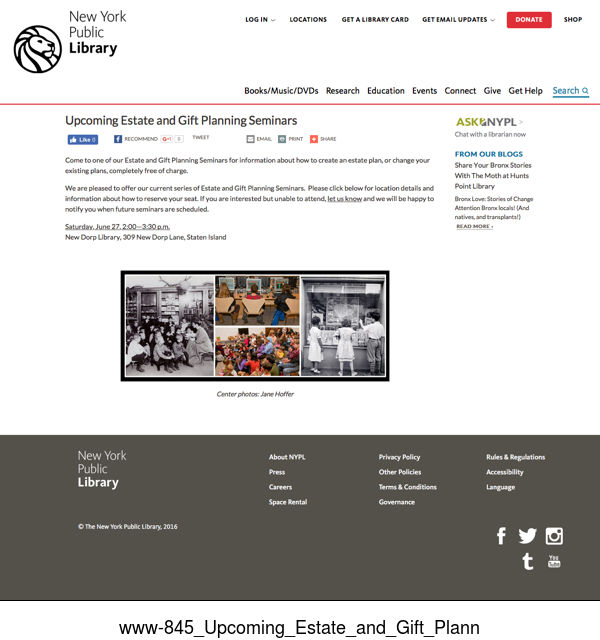 New York
Public
Library
LOG IN
LOCATIONS
GET A LIBRARY CARD
GET EMAIL UPDATES
DONATE
SHOP
Books/Music/DVDs
Research
Education
Events
Connect
Give
Get Help
Search
Upcoming Estate and Gift Planning Seminars
Like 0
RECOMMEND
G+1
0
TWEET
EMAIL
PRINT
SHARE
Come to one of our Estate and Gift Planning Seminars for information about how to create an estate plan, or change your
existing plans, completely free of charge.
We are pleased to offer our current series of Estate and Gift Planning Seminars. Please click below for location details and
information about how to reserve your seat. If you are interested but unable to attend, let us know and we will be happy to
notify you when future seminars are scheduled.
Saturday, June 27, 2:00—3:30 p.m.
New Dorp Library, 309 New Dorp Lane, Staten Island
Center photos: Jane Hoffer
ASK NYPL >
Chat with a librarian now
FROM OUR BLOGS
Share Your Bronx Stories
With The Moth at Hunts
Point Library
Bronx Love: Stories of Change
Attention Bronx locals! (And
natives, and transplants!)
READ MORE ›
New York
Public
Library
© The New York Public Library, 2016
About NYPL
Press
Careers
Space Rental
Privacy Policy
Other Policies
Terms & Conditions
Governance
Rules & Regulations
Accessibility
Language
You
Tube
www-845_Upcoming_Estate_and_Gift_Plann